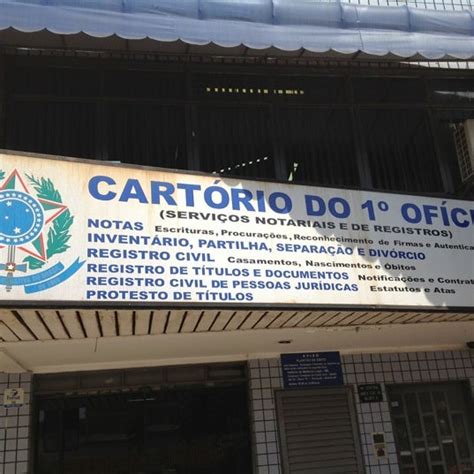 CARTÓRIO DO 1º OFÍC
(SERVIÇOS NOTARIAIS E DE REGISTROS)
NOTAS Escrituras, Procurações, Reconhecimento de Firmas e Autentica
INVENTÁRIO, PARTILHA, SEPARAÇÃO E DIVÓRCIO
REGISTRO CIVIL Casamentos, Nascimentos e Óbitos
REGISTRO DE TÍTULOS E DOCUMENTOS Notificações e Contrat
REGISTRO CIVIL DE PESSOAS JURÍDICAS Estatutos e Atas
PROTESTO DE TÍTULOS